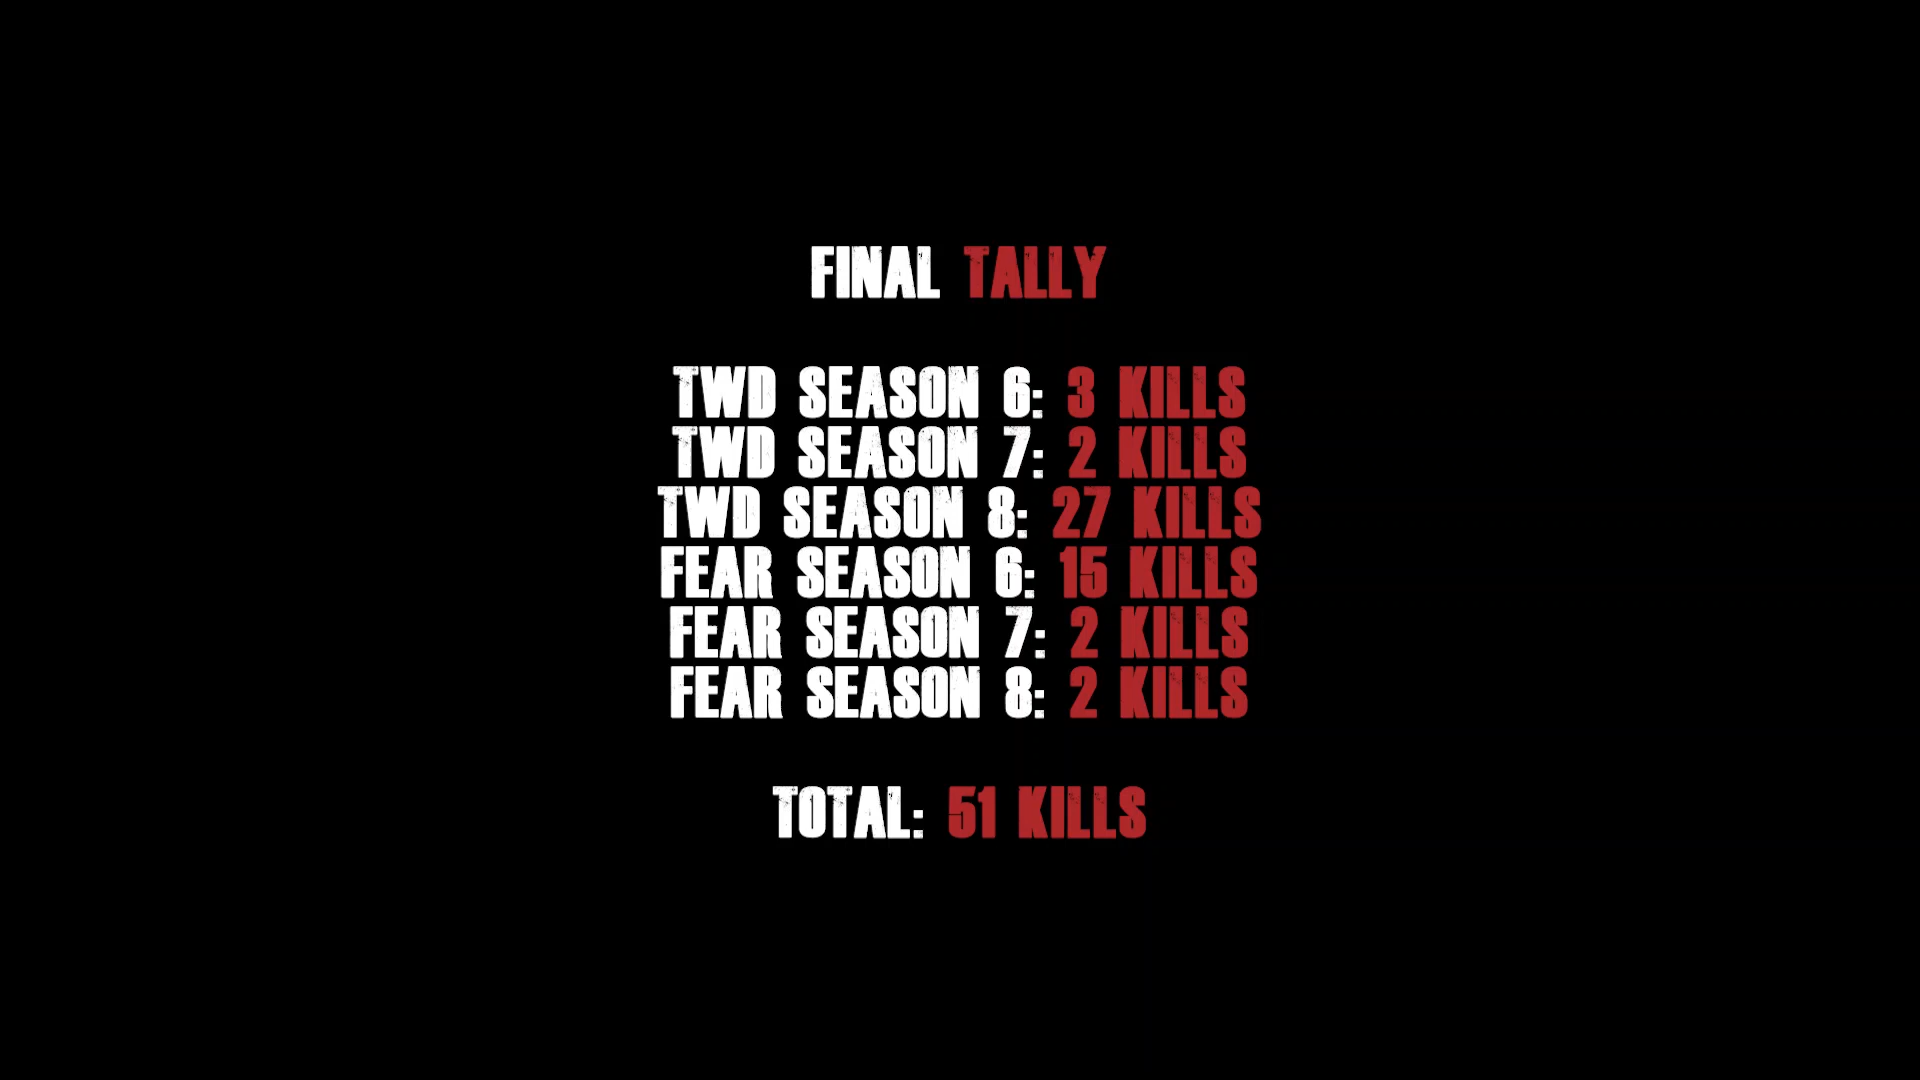 FINAL TALLY
TWD SEASON 6: 3 KILLS
TWD SEASON 7: 2 KILLS
TWD SEASON 8: 27 KILLS
FEAR SEASON 6: 15 KILLS
FEAR SEASON 7: 2 KILLS
FEAR SEASON 8: 2 KILLS
TOTAL: 51 KILLS